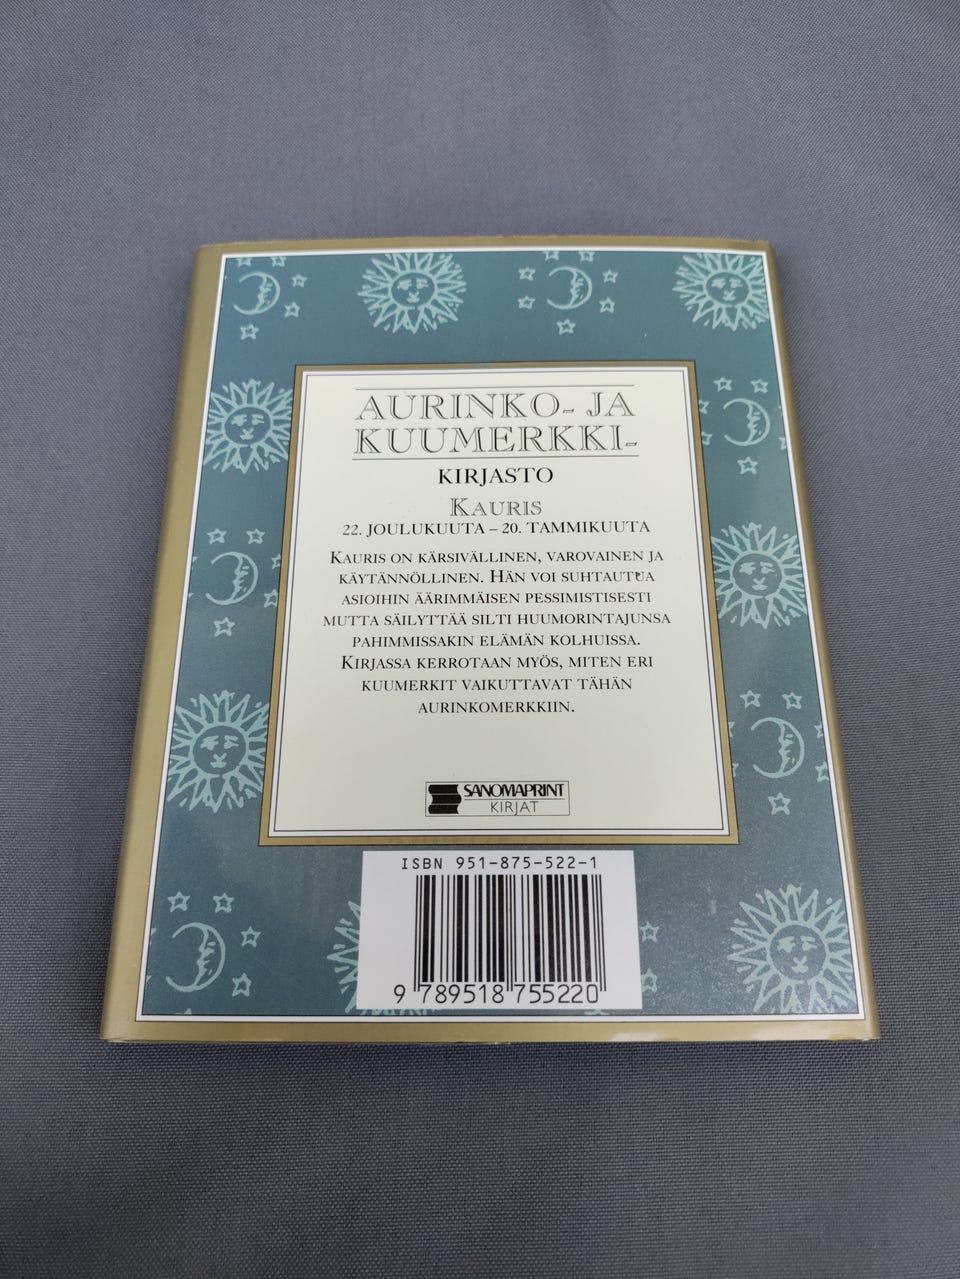 AURINKO- JA
KUUMERKKI-
KIRJASTO
KAURIS
22. JOULUKUUTA – 20. TAMMIKUUTA
KAURIS ON KÄRSIVÄLLINEN, VAROVAINEN JA
KÄYTÄNNÖLLINEN. HÄN VOI SUHTAUTUA
ASIOIHIN ÄÄRIMMÄISEN PESSIMISTISESTI
MUTTA SÄILYTTÄÄ SILTI HUUMORINTAJUNSA
PAHIMMISSAKIN ELÄMÄN KOLHUISSA.
KIRJASSA KERROTAAN MYÖS, MITEN ERI
KUUMERKIT VAIKUTTAVAT TÄHÄN
AURINKOMERKKIIN.
SANOMAPRINT
KIRJAT
ISBN 951-875-522-1
9 789518 755220